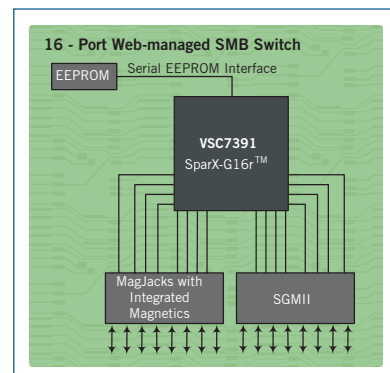 16 - Port Web-managed SMB Switch
EEPROM
Serial EEPROM Interface
VSC7391
SparX-G16r™
MagJacks with
Integrated
Magnetics
SGMII